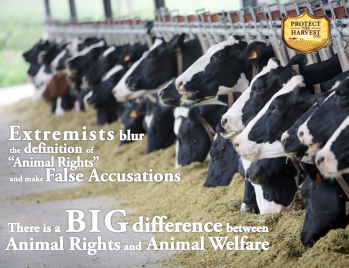 PROTECT
THE
HARVEST
Extremists blur
the definition of
“Animal Rights”
and make False Accusations
There is a BIG difference between
Animal Rights and Animal Welfare